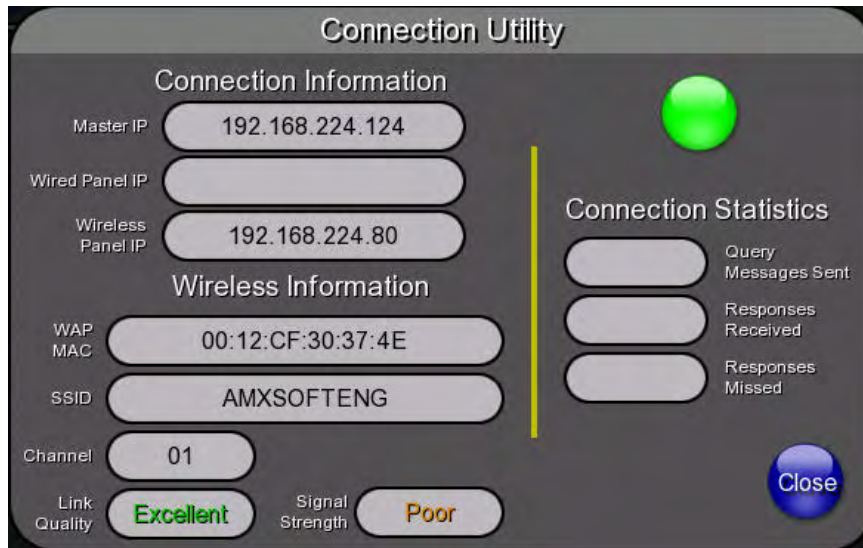 Connection Utility
Connection Information
Master IP
192.168.224.124
Wired Panel IP
Wireless
Panel IP
192.168.224.80
Wireless Information
WAP
MAC
00:12:CF:30:37:4E
SSID
AMXSOFTENG
Channel
01
Link
Quality
Excellent
Signal
Strength
Poor
Connection Statistics
Query
Messages Sent
Responses
Received
Responses
Missed
Close